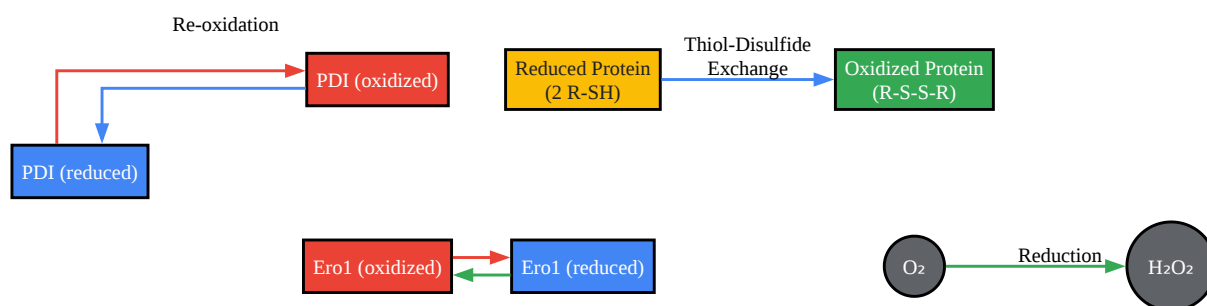 Re-oxidation
PDI (oxidized)
PDI (reduced)
Reduced Protein
(2 R-SH)
Thiol-Disulfide
Exchange
Oxidized Protein
(R-S-S-R)
Ero1 (oxidized)
Ero1 (reduced)
O₂
Reduction
H₂O₂